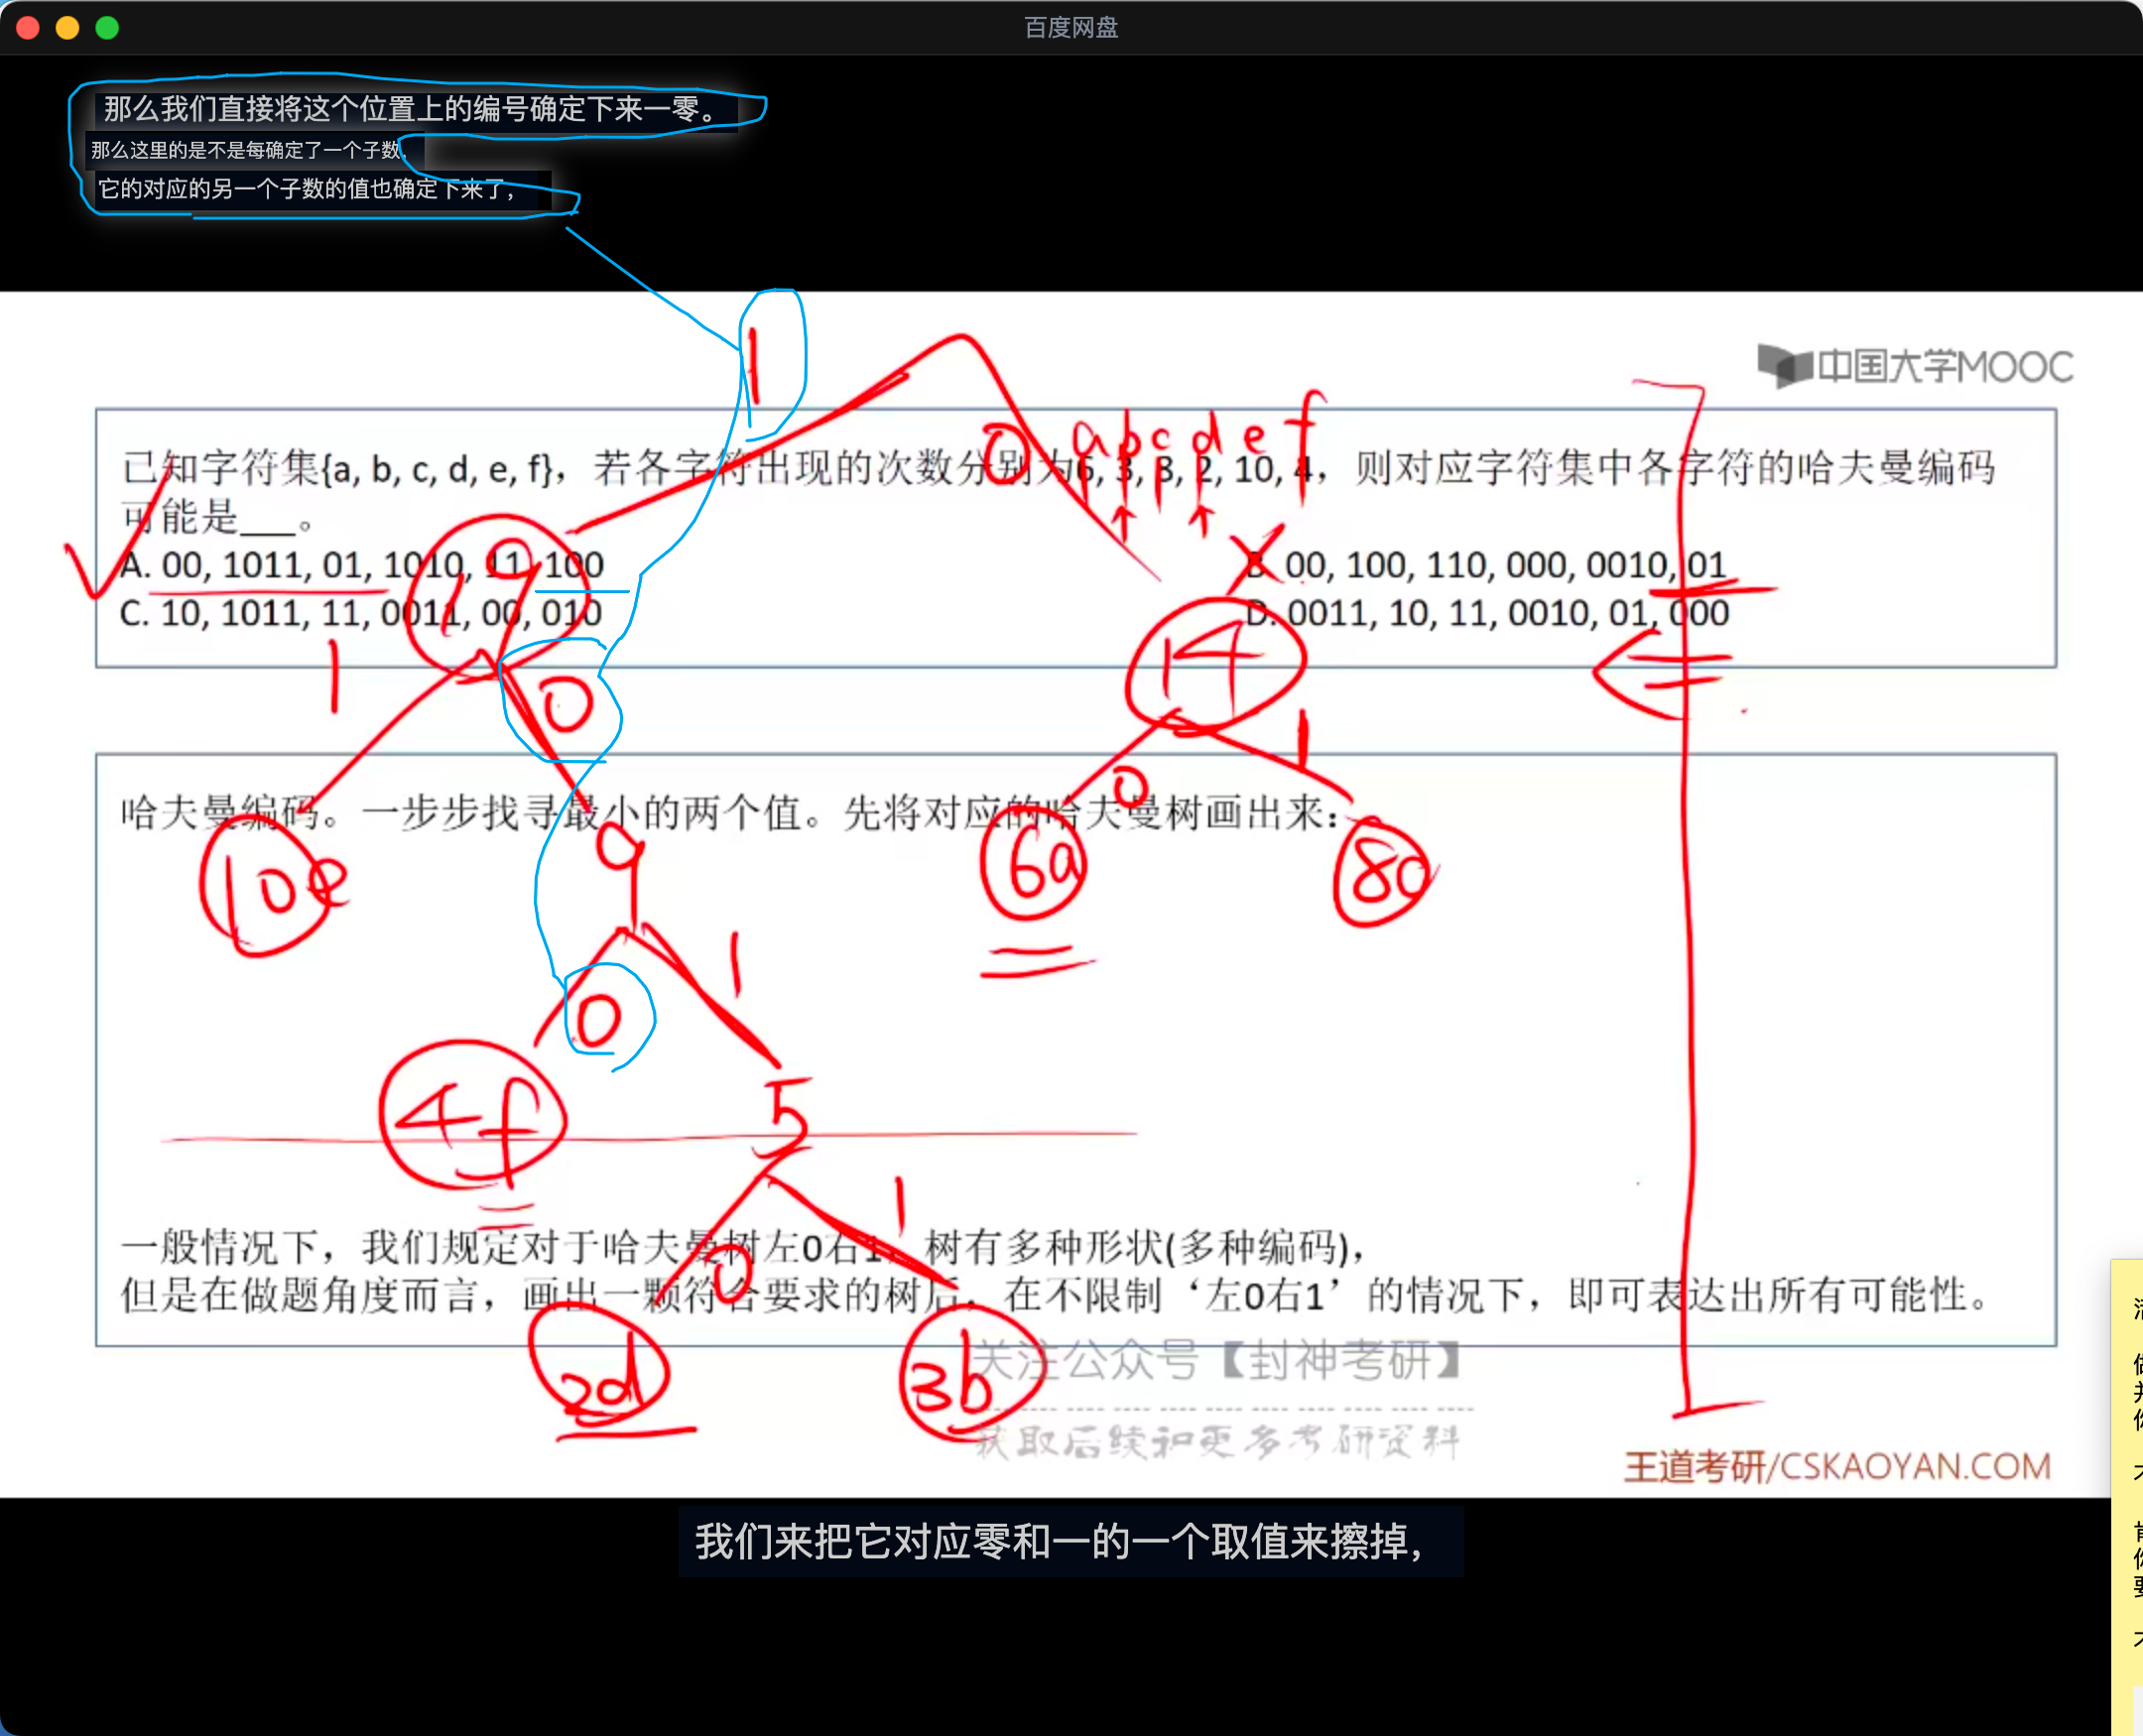 百度网盘
那么我们直接将这个位置上的编号确定下来一零。
那么这里的是不是每确定了一个子数,
它的对应的另一个子数的值也确定下来了,
1
中国大学MOOC
0 a b c d e f
已知字符集{a, b, c, d, e, f},若各字符出现的次数分别为6, 3, 8, 2, 10, 4,则对应字符集中各字符的哈夫曼编码
可能是___。
A. 00, 1011, 01, 1010, 11, 100 B. 00, 100, 110, 000, 0010, 01
C. 10, 1011, 11, 0011, 00, 010 D. 0011, 10, 11, 0010, 01, 000
19
14
1 0 1
0
哈夫曼编码。一步步找寻最小的两个值。先将对应的哈夫曼树画出来:
10e 9 6a 8c
1
0
4f 5
1
一般情况下,我们规定对于哈夫曼树左0右1,树有多种形状(多种编码),
0
但是在做题角度而言,画出一颗符合要求的树后,在不限制‘左0右1’的情况下,即可表达出所有可能性。
2d 3b
关注公众号【封神考研】
获取后续和更多考研资料
王道考研/CSKAOYAN.COM
我们来把它对应零和一的一个取值来擦掉,